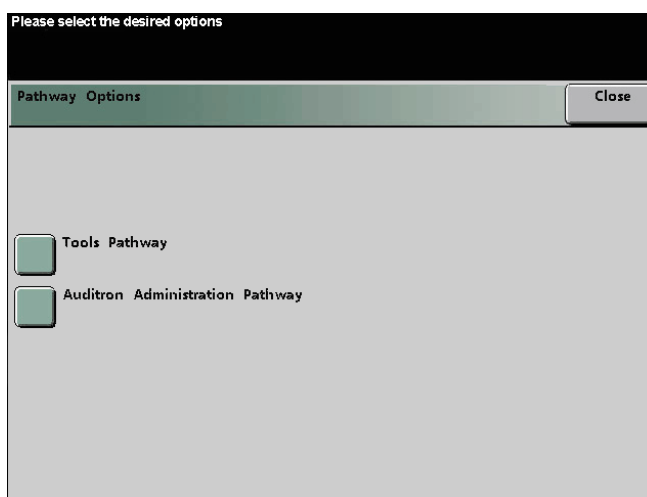 Please select the desired options
Pathway Options
Close
Tools Pathway
Auditron Administration Pathway